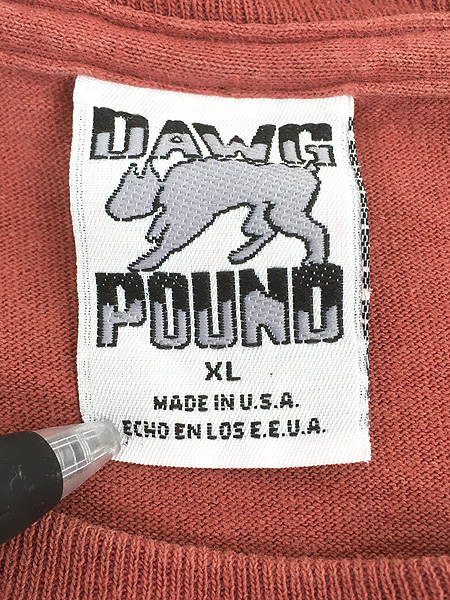 DAWG
POUND
XL
MADE IN U.S.A.
ECHO EN LOS E.E.U.A.